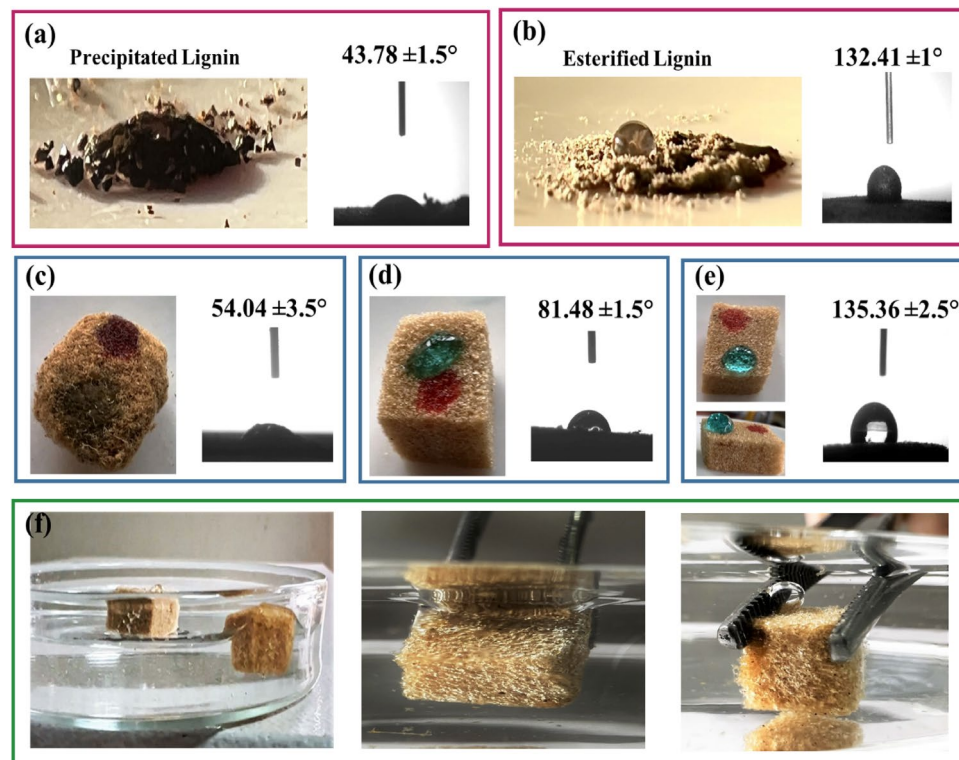 (a)
Precipitated Lignin
43.78 ±1.5°
(b)
Esterified Lignin
132.41 ±1°
(c)
54.04 ±3.5°
(d)
81.48 ±1.5°
(e)
135.36 ±2.5°
(f)